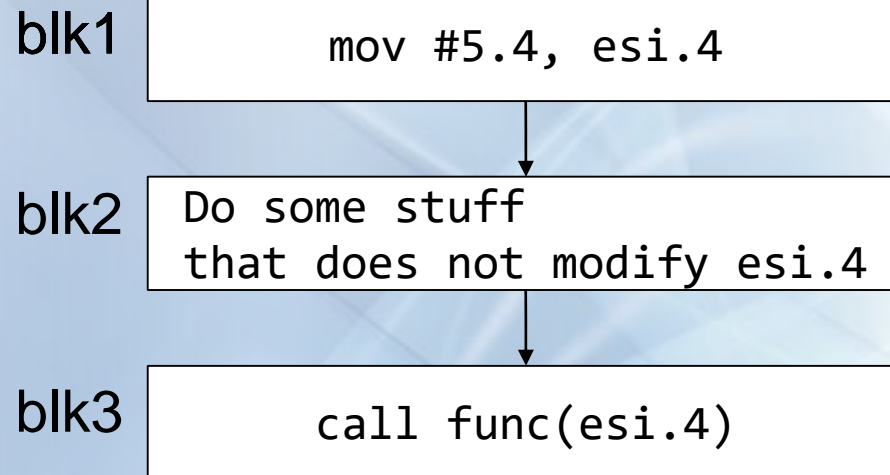 blk1
mov #5.4, esi.4
blk2
Do some stuff
that does not modify esi.4
blk3
call func(esi.4)